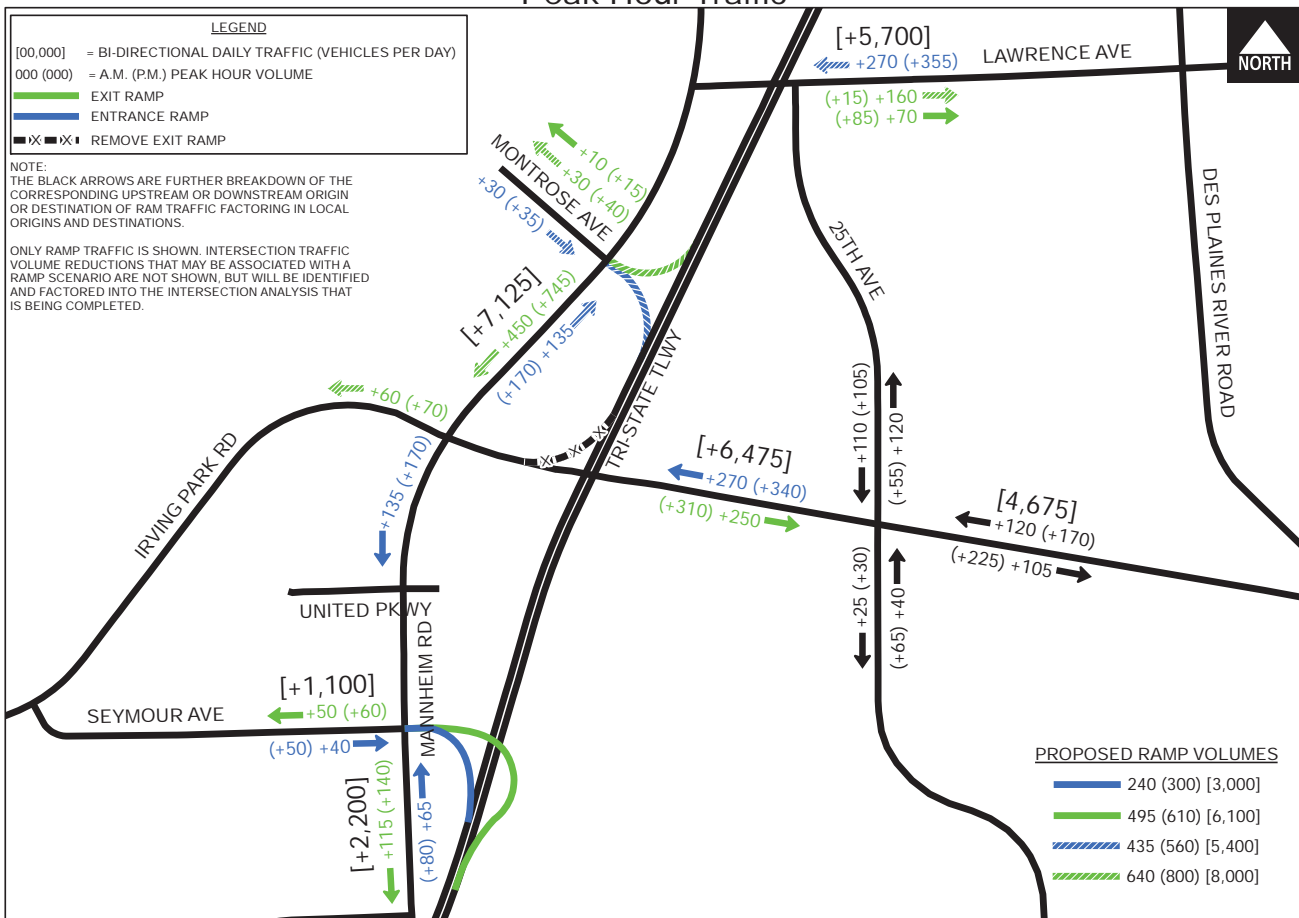 Peak Hour Traffic
LEGEND
[00,000] = BI-DIRECTIONAL DAILY TRAFFIC (VEHICLES PER DAY)
000 (000) = A.M. (P.M.) PEAK HOUR VOLUME
EXIT RAMP
ENTRANCE RAMP
X X REMOVE EXIT RAMP
NOTE:
THE BLACK ARROWS ARE FURTHER BREAKDOWN OF THE
CORRESPONDING UPSTREAM OR DOWNSTREAM ORIGIN
OR DESTINATION OF RAM TRAFFIC FACTORING IN LOCAL
ORIGINS AND DESTINATIONS.
ONLY RAMP TRAFFIC IS SHOWN. INTERSECTION TRAFFIC
VOLUME REDUCTIONS THAT MAY BE ASSOCIATED WITH A
RAMP SCENARIO ARE NOT SHOWN, BUT WILL BE IDENTIFIED
AND FACTORED INTO THE INTERSECTION ANALYSIS THAT
IS BEING COMPLETED.
[+5,700]
+270 (+355)
LAWRENCE AVE
(+15) +160
(+85) +70
NORTH
MONTROSE AVE
+10 (+15)
+30 (+40)
+30 (+35)
25TH AVE
DES PLAINES RIVER ROAD
[+7,125]
+450 (+745)
(+170) +135
TRI-STATE TLWY
+60 (+70)
X X X
IRVING PARK RD
+135 (+170)
[+6,475]
+270 (+340)
(+310) +250
+110 (+105)
(+55) +120
[4,675]
+120 (+170)
(+225) +105
+25 (+30)
(+65) +40
UNITED PKWY
MANNHEIM RD
[+1,100]
+50 (+60)
SEYMOUR AVE
(+50) +40
[+2,200]
+115 (+140)
(+80) +65
PROPOSED RAMP VOLUMES
240 (300) [3,000]
495 (610) [6,100]
435 (560) [5,400]
640 (800) [8,000]